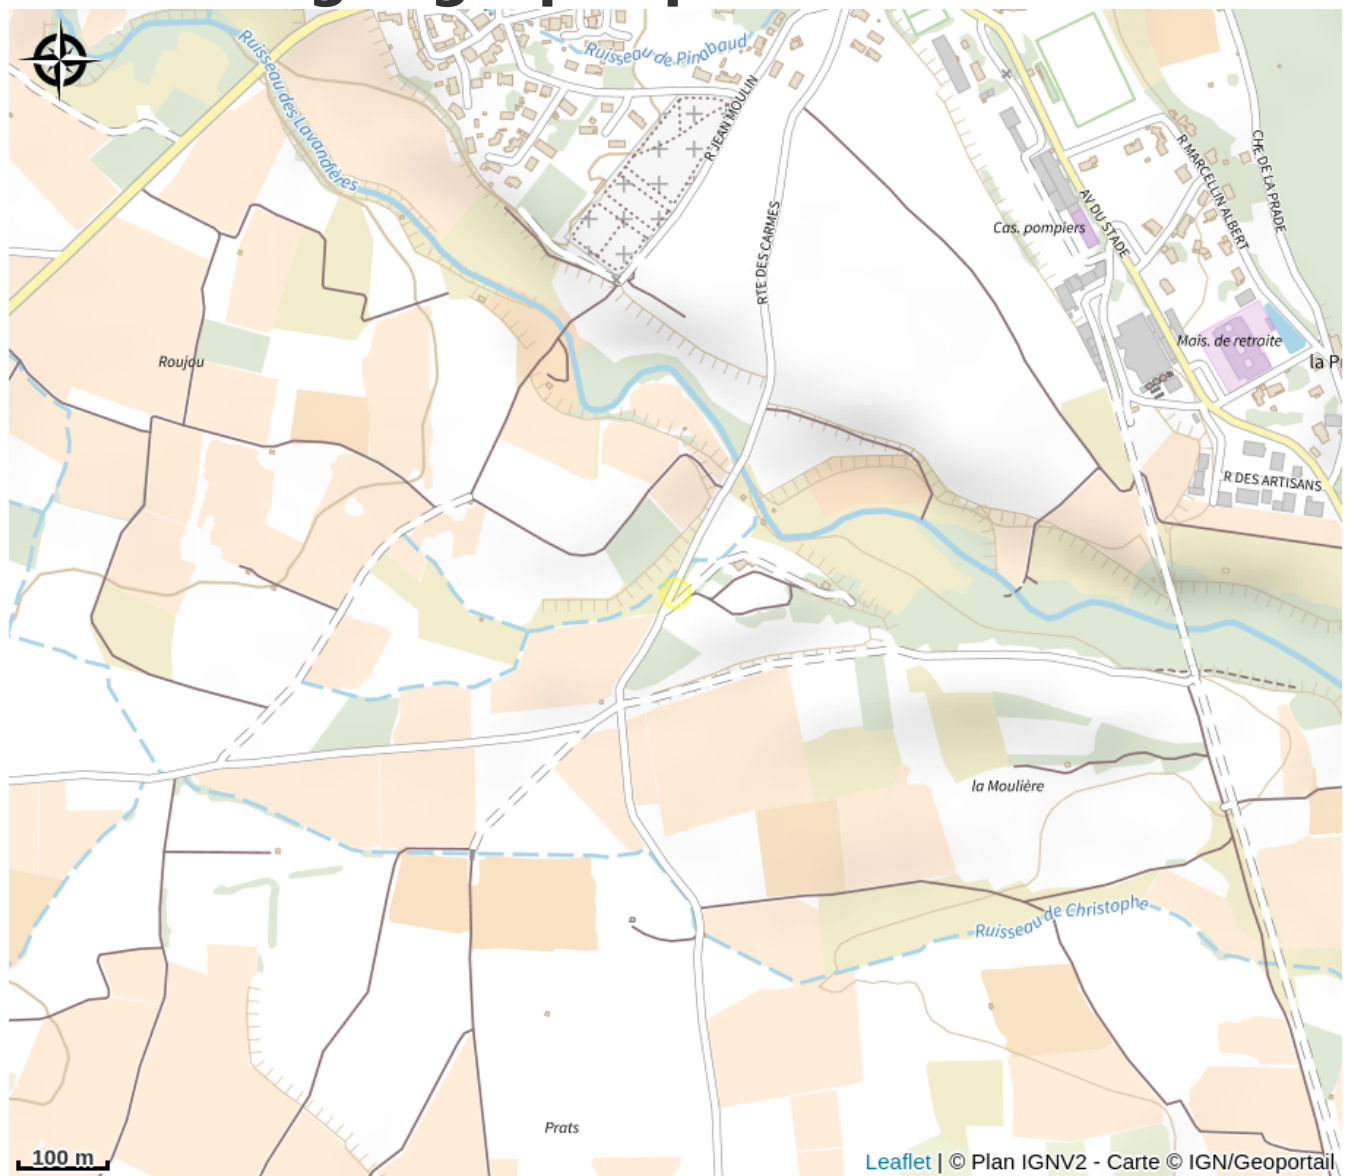 Ruisseau de Pinabaud
Ruisseau des Lavandières
R JEAN MOULIN
RTE DES CARMES
Cas. pompiers
AV DU STADE
R MARCELLIN ALBERT
CHE DE LA PRADE
Mais. de retraite
la P
Roujou
R DES ARTISANS
la Moulière
Ruisseau de Christophe
Prats
100 m
Leaflet | © Plan IGNV2 - Carte © IGN/Geoportail